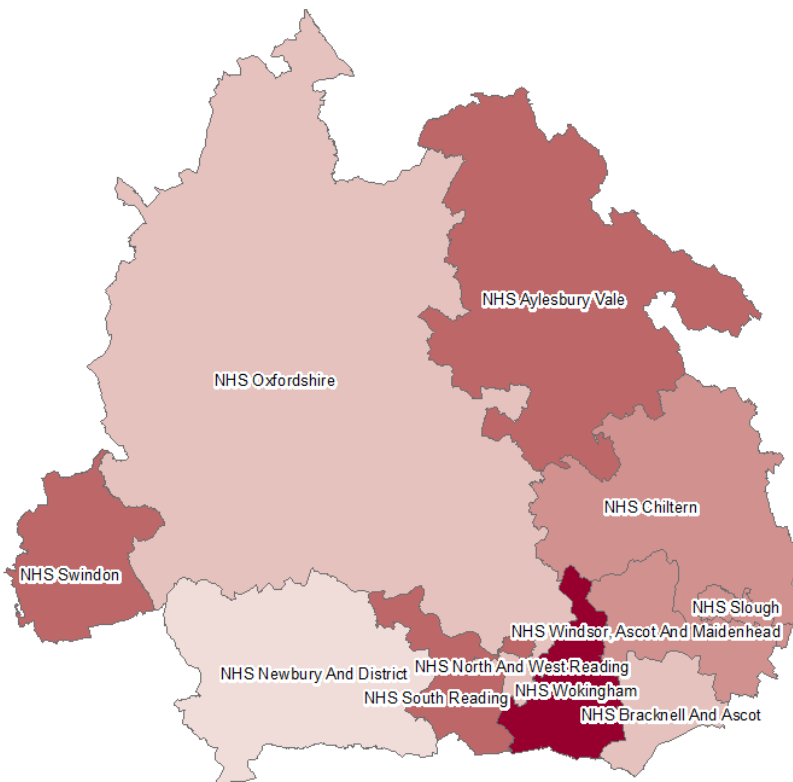 NHS Aylesbury Vale
NHS Oxfordshire
NHS Chiltern
NHS Swindon
NHS Slough
NHS Windsor, Ascot And Maidenhead
NHS North And West Reading
NHS Newbury And District
NHS Wokingham
NHS South Reading
NHS Bracknell And Ascot